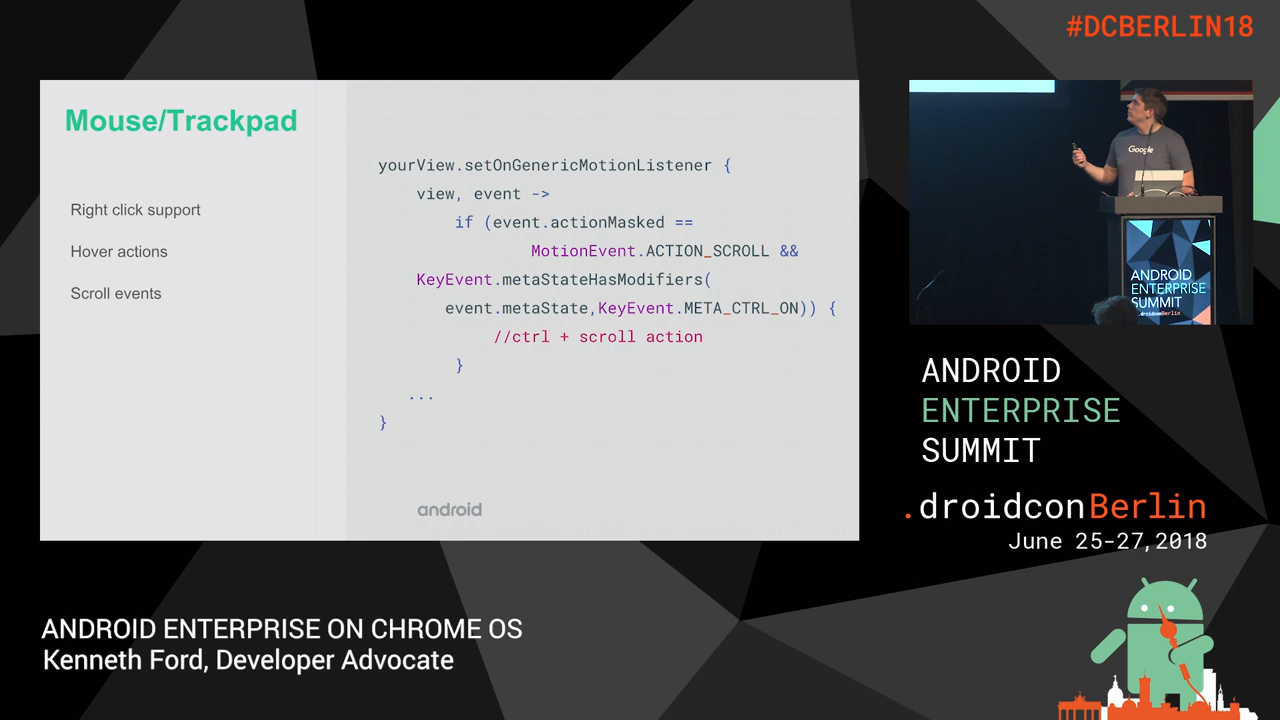 #DCBERLIN18
Mouse/Trackpad
Right click support
Hover actions
Scroll events
yourView.setOnGenericMotionListener {
view, event ->
if (event.actionMasked ==
MotionEvent.ACTION_SCROLL &&
KeyEvent.metaStateHasModifiers(
event.metaState,KeyEvent.META_CTRL_ON)) {
//ctrl + scroll action
}
...
}
android
Google
ANDROID
ENTERPRISE
SUMMIT
.droidconBerlin
ANDROID
ENTERPRISE
SUMMIT
.droidconBerlin
June 25-27, 2018
ANDROID ENTERPRISE ON CHROME OS
Kenneth Ford, Developer Advocate